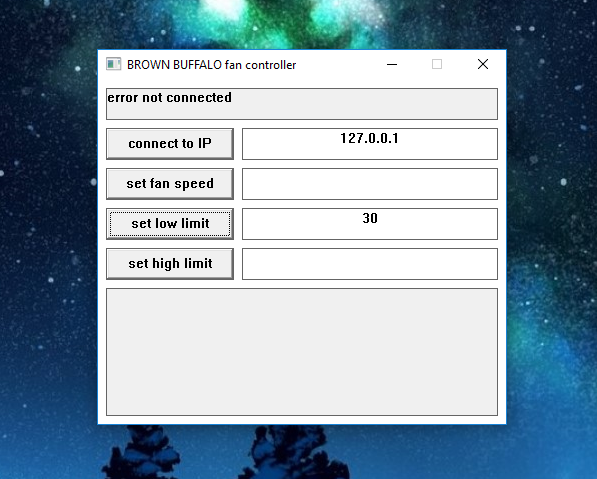 BROWN BUFFALO fan controller
error not connected
connect to IP
127.0.0.1
set fan speed
set low limit
30
set high limit